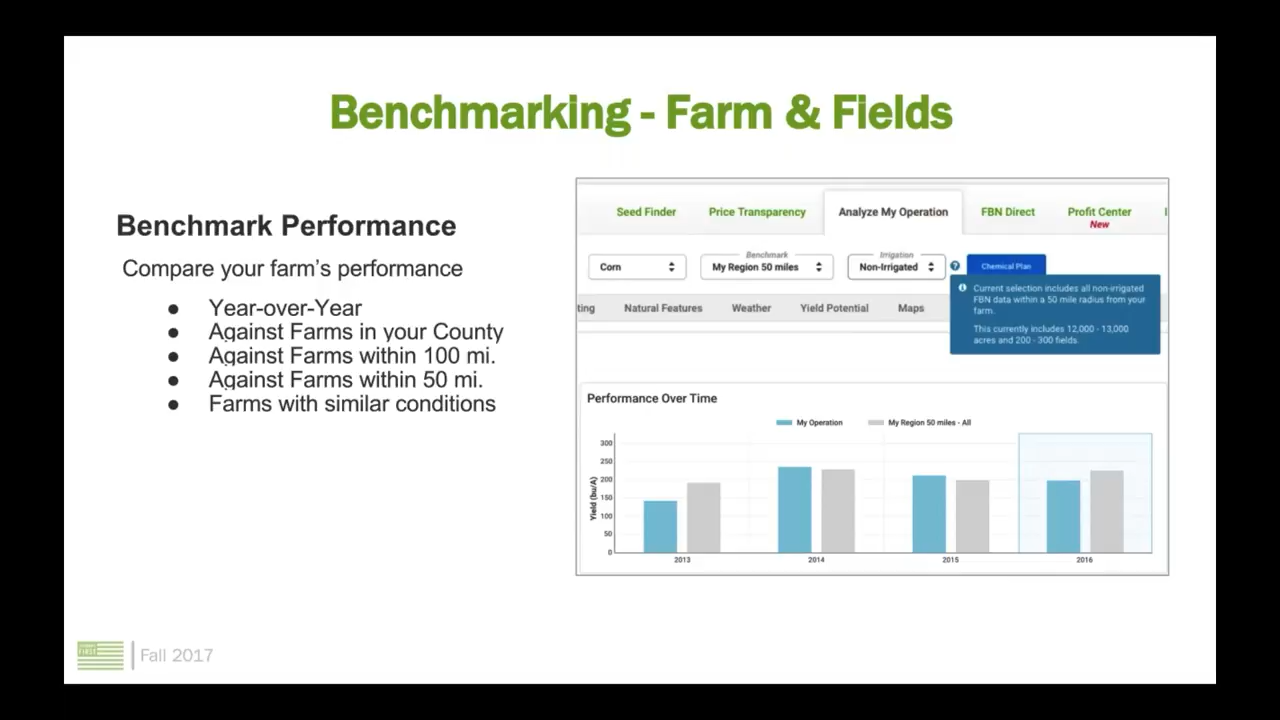 Benchmarking - Farm & Fields
Benchmark Performance
Compare your farm's performance
● Year-over-Year
● Against Farms in your County
● Against Farms within 100 mi.
● Against Farms within 50 mi.
● Farms with similar conditions
Seed Finder Price Transparency Analyze My Operation FBN Direct Profit Center
New
Benchmark Irrigation
Corn My Region 50 miles Non-Irrigated Chemical Plan
ting Natural Features Weather Yield Potential Maps
Current selection includes all non-irrigated
FBN data within a 50 mile radius from your
farm.
This currently includes 12,000 - 13,000
acres and 200 - 300 fields.
Performance Over Time
My Operation My Region 50 miles - All
Yield (bu/A)
300
250
200
150
100
50
0
2013 2014 2015 2016
FIRST
Fall 2017